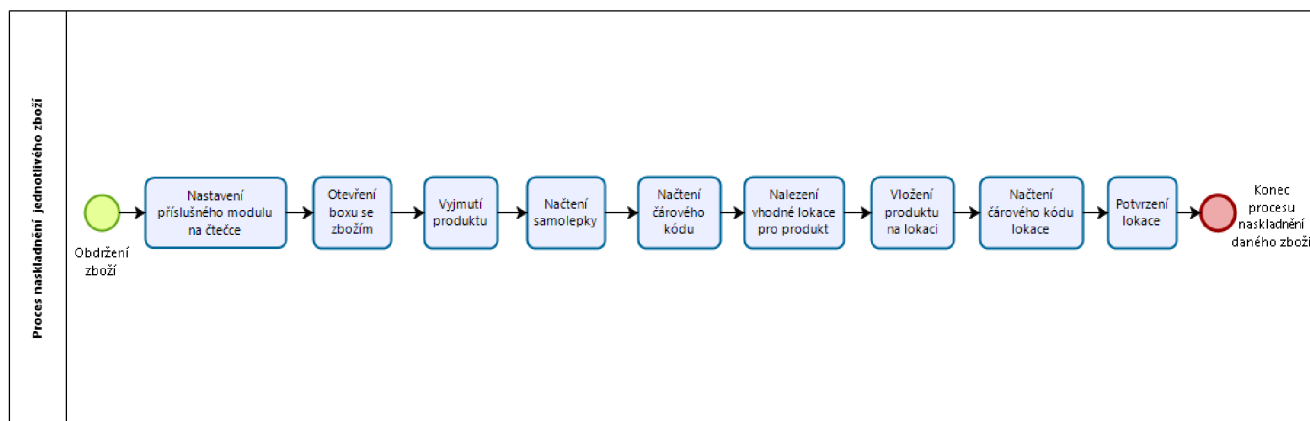 Proces naskladnění jednotlivého zboží
Obdržení
zboží
Nastavení
příslušného modulu
na čtečce
Otevření
boxu se
zbožím
Vyjmutí
produktu
Načtení
samolepky
Načtení
čárového
kódu
Nalezení
vhodné lokace
pro produkt
Vložení
produktu
na lokaci
Načtení
čárového kódu
lokace
Potvrzení
lokace
Konec
procesu
naskladnění
daného zboží